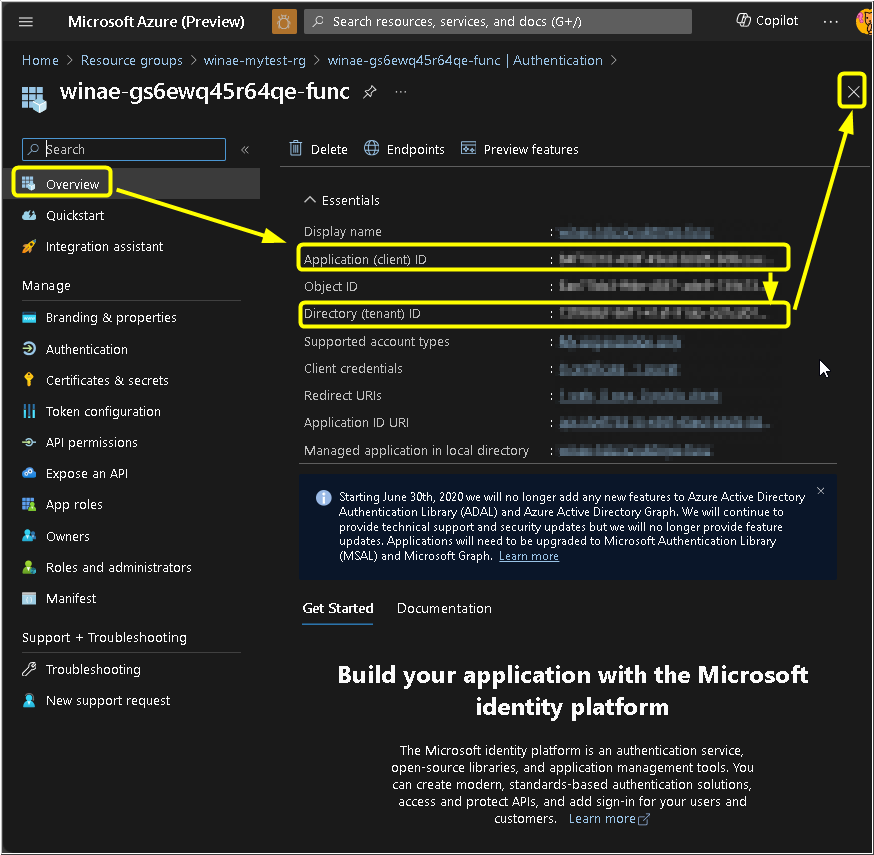 Microsoft Azure (Preview)
Search resources, services, and docs (G+/)
Copilot
Home > Resource groups > winae-mytest-rg > winae-gs6ewq45r64qe-func | Authentication >
winae-gs6ewq45r64qe-func
Search
Delete
Endpoints
Preview features
Overview
Quickstart
Integration assistant
Manage
Branding & properties
Authentication
Certificates & secrets
Token configuration
API permissions
Expose an API
App roles
Owners
Roles and administrators
Manifest
Support + Troubleshooting
Troubleshooting
New support request
Essentials
Display name :
Application (client) ID :
Object ID :
Directory (tenant) ID :
Supported account types :
Client credentials :
Redirect URIs :
Application ID URI :
Managed application in local directory :
Starting June 30th, 2020 we will no longer add any new features to Azure Active Directory
Authentication Library (ADAL) and Azure Active Directory Graph. We will continue to
provide technical support and security updates but we will no longer provide feature
updates. Applications will need to be upgraded to Microsoft Authentication Library
(MSAL) and Microsoft Graph. Learn more
Get Started
Documentation
Build your application with the Microsoft
identity platform
The Microsoft identity platform is an authentication service,
open-source libraries, and application management tools. You
can create modern, standards-based authentication solutions,
access and protect APIs, and add sign-in for your users and
customers. Learn more